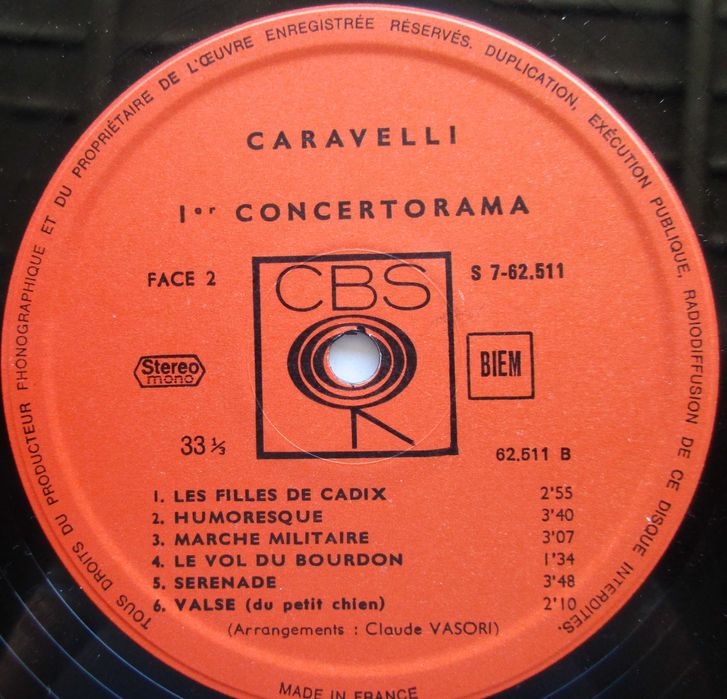 TOUS DROITS DU PRODUCTEUR PHONOGRAPHIQUE ET DU PROPRIÉTAIRE DE L'ŒUVRE ENREGISTRÉE RÉSERVÉS. DUPLICATION, EXÉCUTION PUBLIQUE, RADIODIFFUSION DE CE DISQUE INTERDITES.
CARAVELLI
1er CONCERTORAMA
FACE 2
CBS
S 7-62.511
Stereo
mono
BIEM
33 ⅓
62.511 B
1. LES FILLES DE CADIX 2'55
2. HUMORESQUE 3'40
3. MARCHE MILITAIRE 3'07
4. LE VOL DU BOURDON 1'34
5. SERENADE 3'48
6. VALSE (du petit chien) 2'10
(Arrangements : Claude VASORI)
MADE IN FRANCE